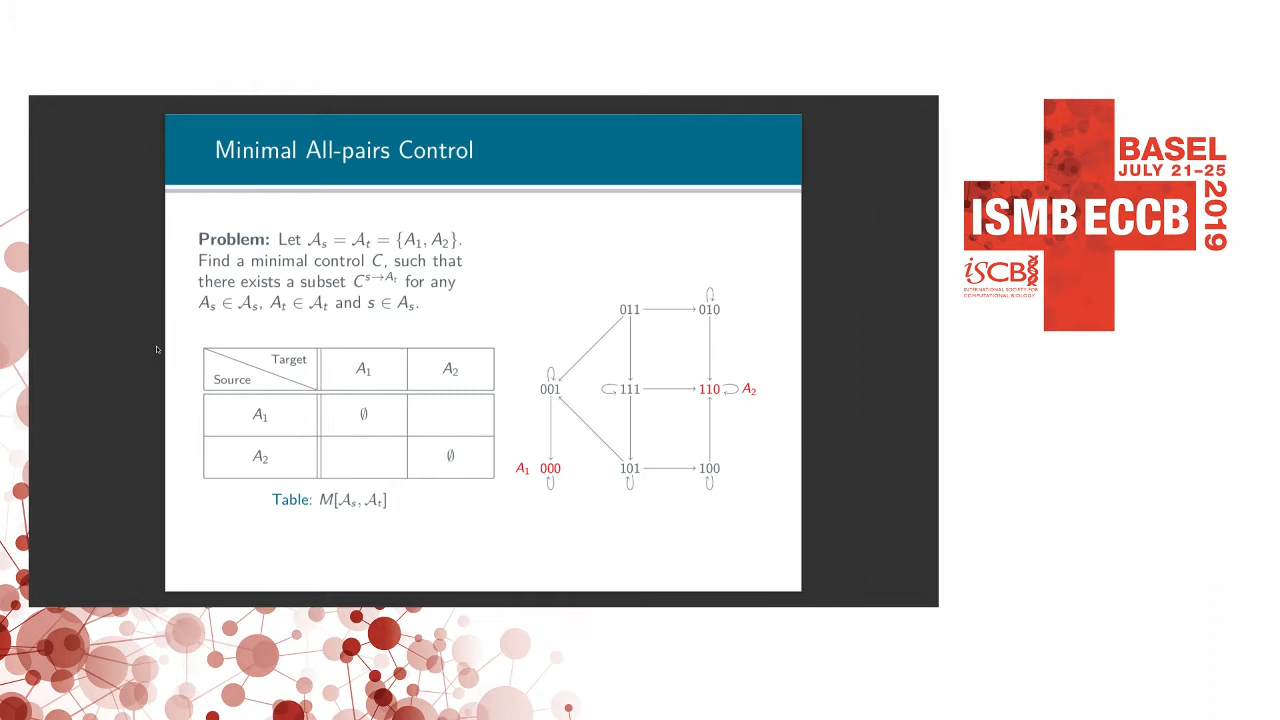 Minimal All-pairs Control
Problem: Let 𝒜ₛ = 𝒜ₜ = {A₁, A₂}.
Find a minimal control C, such that
there exists a subset C^{s→Aₜ} for any
Aₛ ∈ 𝒜ₛ, Aₜ ∈ 𝒜ₜ and s ∈ Aₛ.
Target
Source
A₁
A₂
A₁
∅
A₂
∅
Table: M[𝒜ₛ, 𝒜ₜ]
011
010
001
111
110
A₂
A₁
000
101
100
BASEL
JULY 21–25
2019
ISMB ECCB
iSCB
INTERNATIONAL SOCIETY FOR
COMPUTATIONAL BIOLOGY